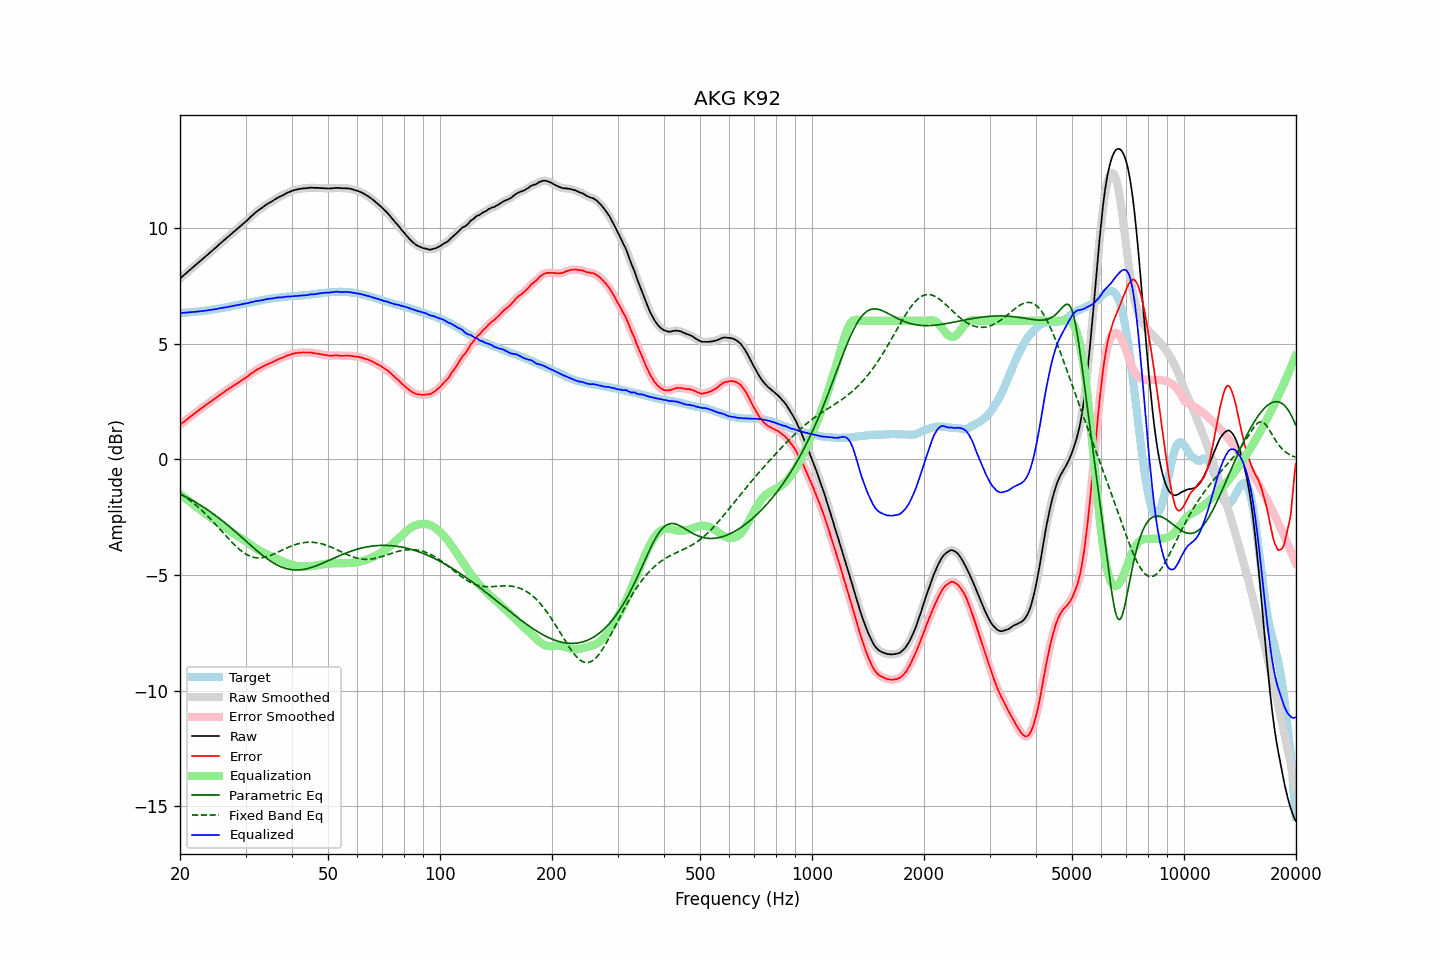 AKG K92
Amplitude (dBr)
10
5
0
−5
−10
−15
Target
Raw Smoothed
Error Smoothed
Raw
Error
Equalization
Parametric Eq
Fixed Band Eq
Equalized
20 50 100 200 500 1000 2000 5000 10000 20000
Frequency (Hz)